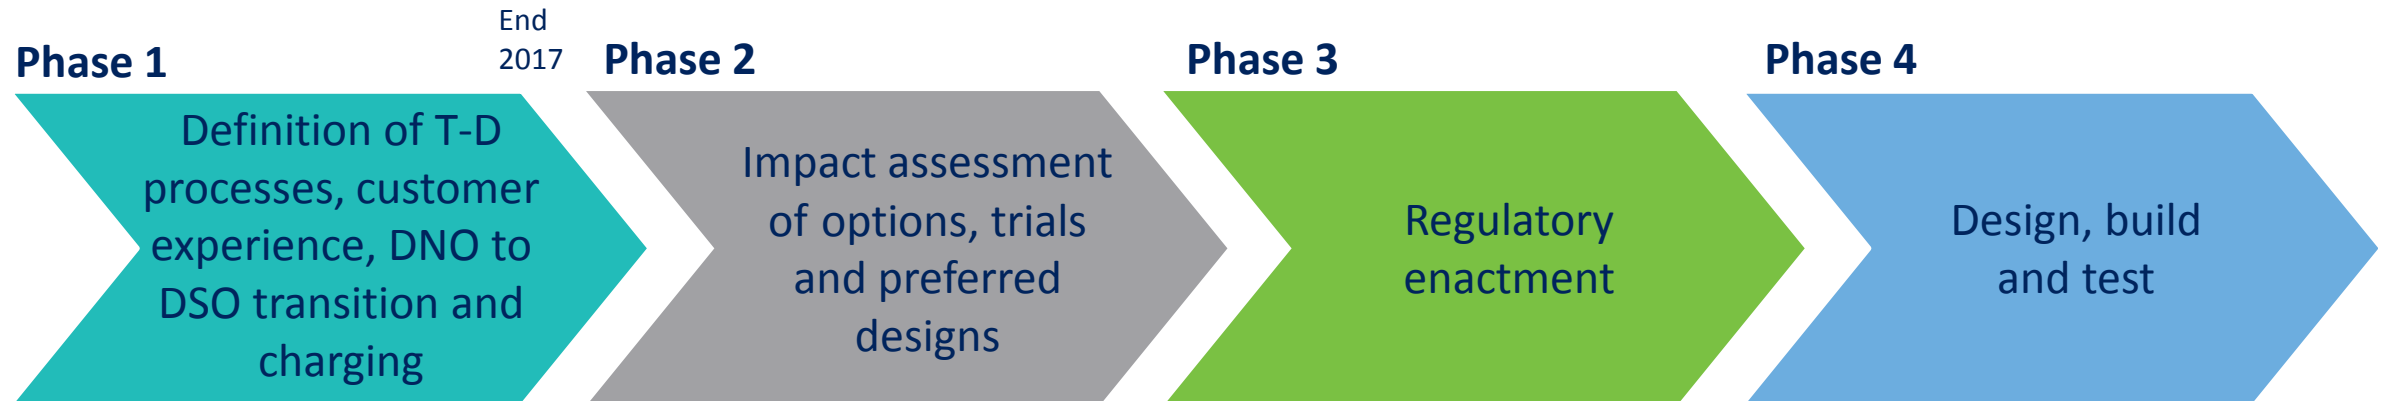 Phase 1
End
2017
Phase 2
Phase 3
Phase 4
Definition of T-D
processes, customer
experience, DNO to
DSO transition and
charging
Impact assessment
of options, trials
and preferred
designs
Regulatory
enactment
Design, build
and test